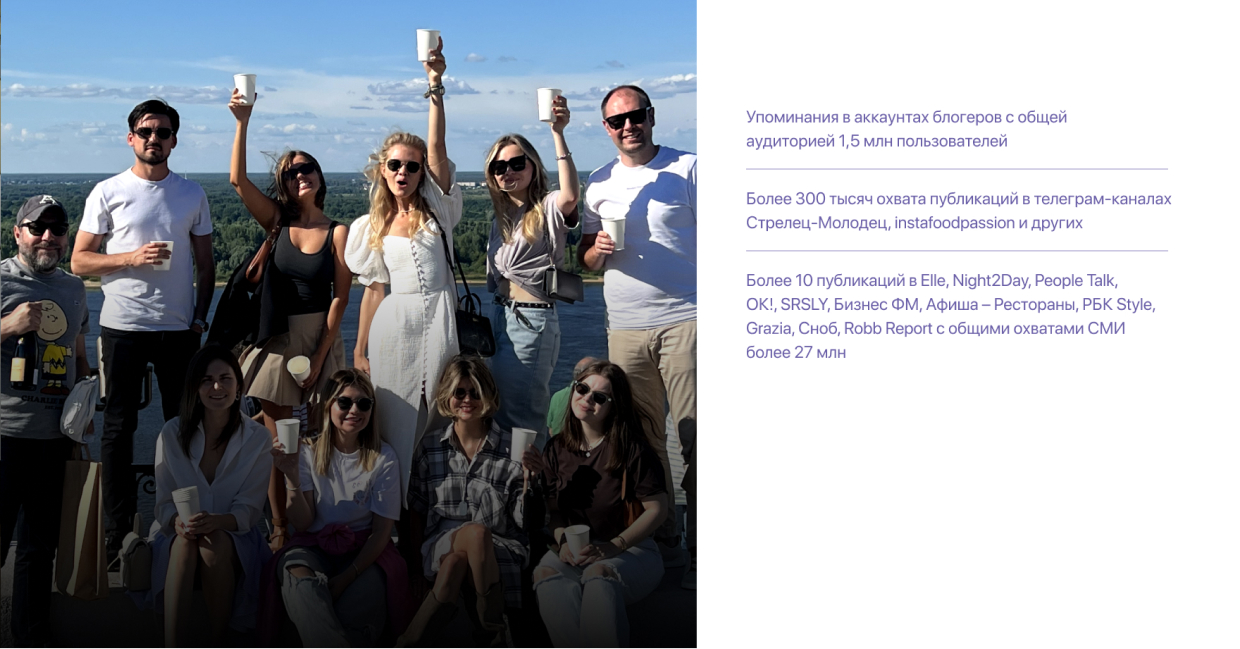 Упоминания в аккаунтах блогеров с общей
аудиторией 1,5 млн пользователей
Более 300 тысяч охвата публикаций в телеграм-каналах
Стрелец-Молодец, instafoodpassion и других
Более 10 публикаций в Elle, Night2Day, People Talk,
OK!, SRSLY, Бизнес ФМ, Афиша – Рестораны, РБК Style,
Grazia, Сноб, Robb Report с общими охватами СМИ
более 27 млн
A
CHARLIE